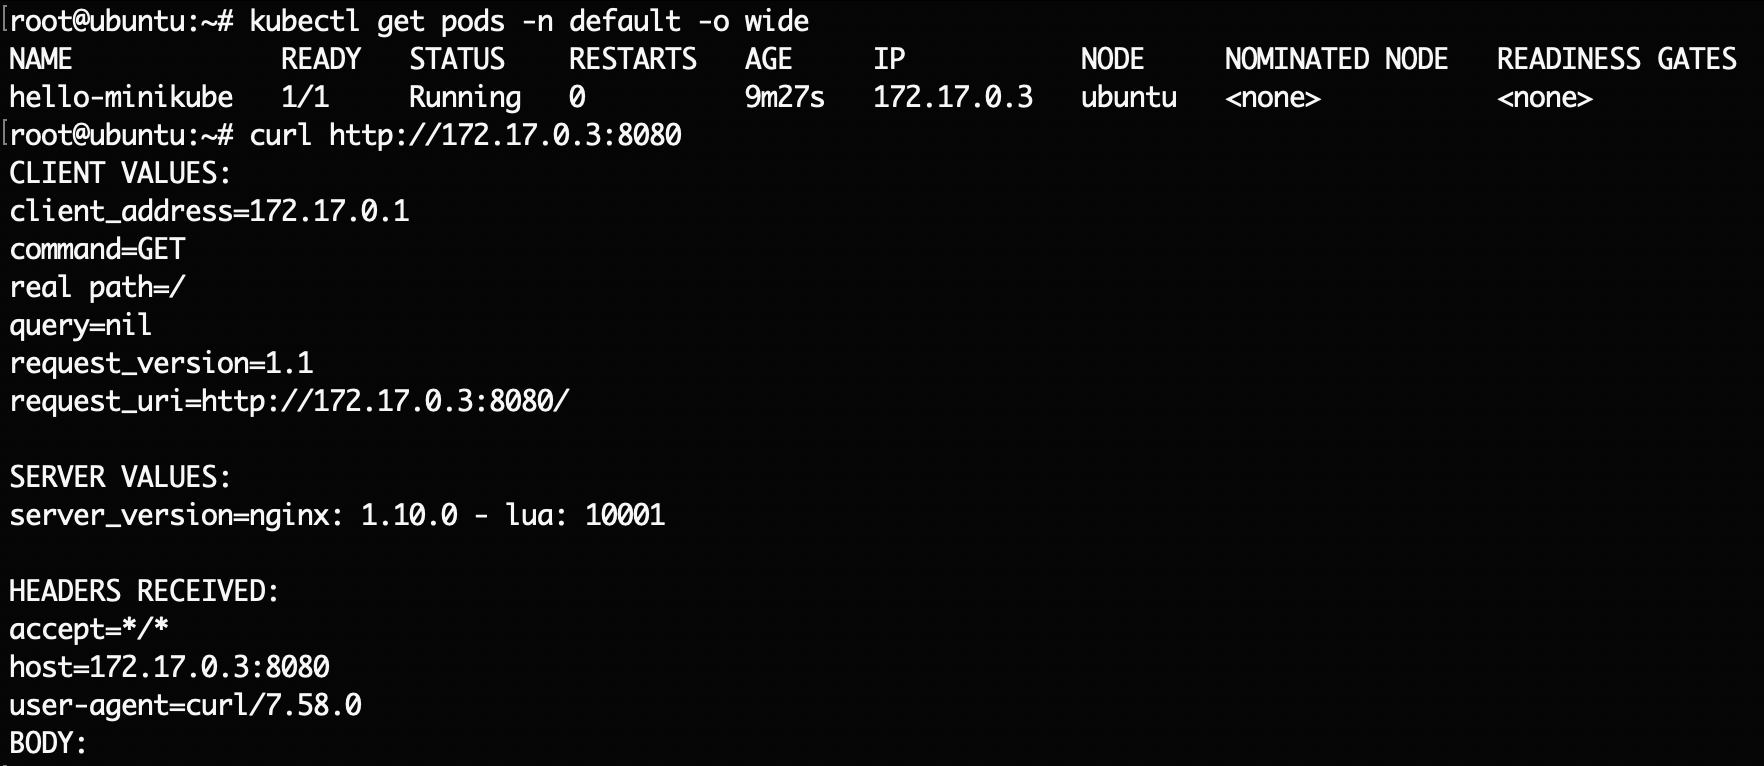 [root@ubuntu:~# kubectl get pods -n default -o wide
NAME             READY   STATUS    RESTARTS   AGE     IP           NODE     NOMINATED NODE   READINESS GATES
hello-minikube   1/1     Running   0          9m27s   172.17.0.3   ubuntu   <none>           <none>
[root@ubuntu:~# curl http://172.17.0.3:8080
CLIENT VALUES:
client_address=172.17.0.1
command=GET
real path=/
query=nil
request_version=1.1
request_uri=http://172.17.0.3:8080/

SERVER VALUES:
server_version=nginx: 1.10.0 - lua: 10001

HEADERS RECEIVED:
accept=*/*
host=172.17.0.3:8080
user-agent=curl/7.58.0
BODY: